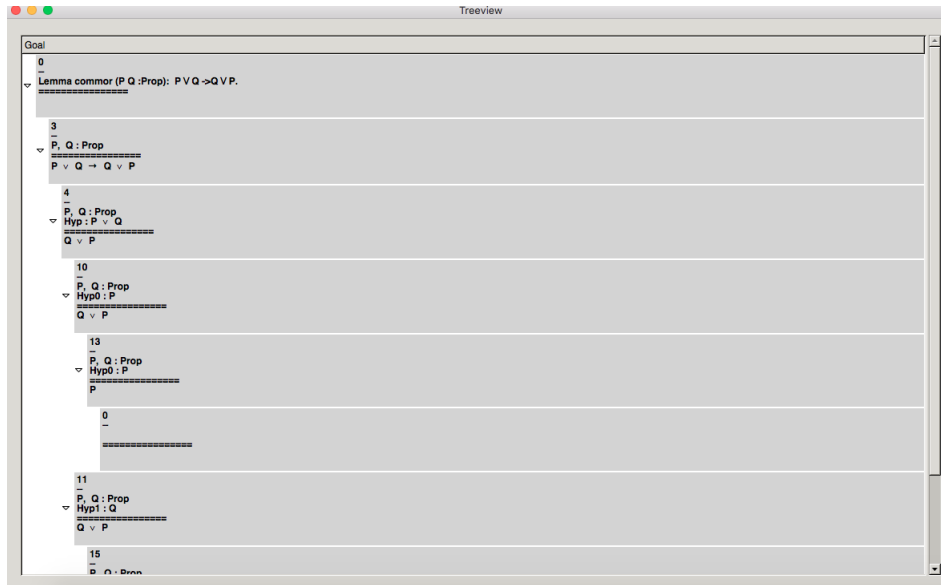 Treeview
Goal
0
–
Lemma commor (P Q :Prop): P V Q ->Q V P.
================
3
–
P, Q : Prop
================
P ∨ Q → Q ∨ P
4
–
P, Q : Prop
Hyp : P ∨ Q
================
Q ∨ P
10
–
P, Q : Prop
Hyp0 : P
================
Q ∨ P
13
–
P, Q : Prop
Hyp0 : P
================
P
0
–
================
11
–
P, Q : Prop
Hyp1 : Q
================
Q ∨ P
15
–
P, Q : Prop